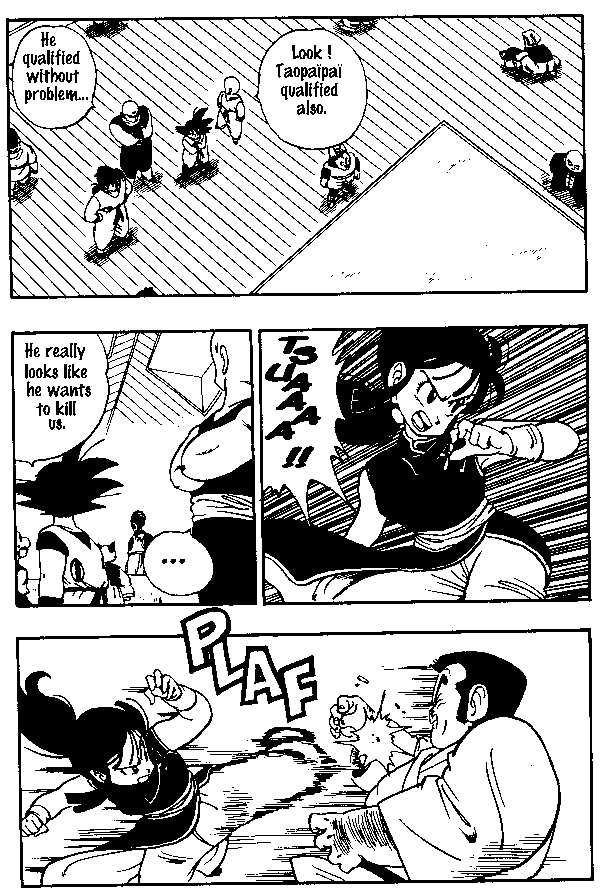 He
qualified
without
problem...
Look !
Taopaïpaï
qualified
also.
He really
looks like
he wants
to kill
us.
...
TSUAAAA !!
PLAF